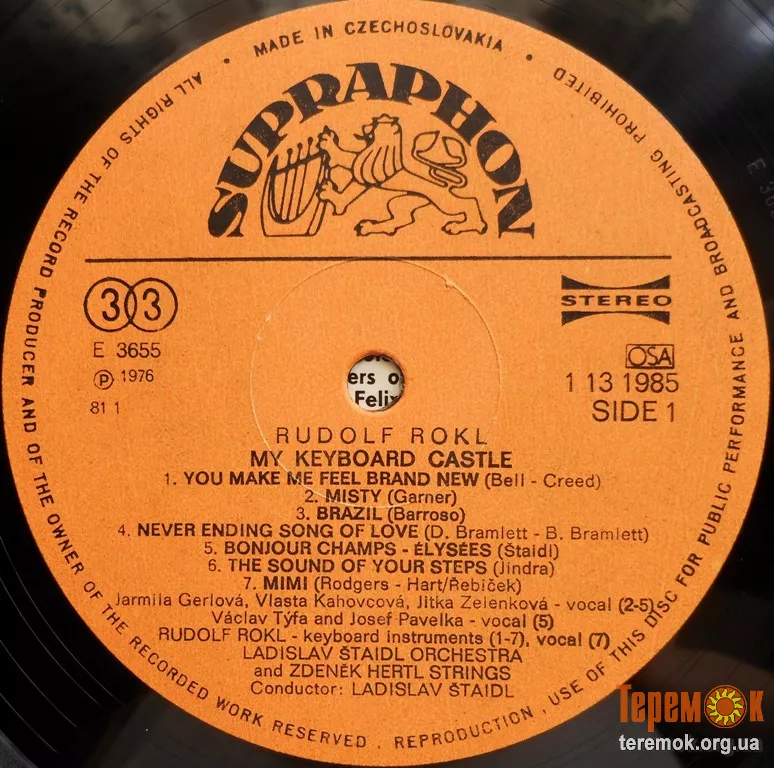 MADE IN CZECHOSLOVAKIA
SUPRAPHON
33
STEREO
E 3655
Ⓟ 1976
81 1
OSA
1 13 1985
SIDE 1
ers o
Felix
RUDOLF ROKL
MY KEYBOARD CASTLE
1. YOU MAKE ME FEEL BRAND NEW (Bell - Creed)
2. MISTY (Garner)
3. BRAZIL (Barroso)
4. NEVER ENDING SONG OF LOVE (D. Bramlett - B. Bramlett)
5. BONJOUR CHAMPS - ÉLYSÉES (Štaidl)
6. THE SOUND OF YOUR STEPS (Jindra)
7. MIMI (Rodgers - Hart/Řebíček)
Jarmila Gerlová, Vlasta Kahovcová, Jitka Zelenková - vocal (2-5)
Václav Týfa and Josef Pavelka - vocal (5)
RUDOLF ROKL - keyboard instruments (1-7), vocal (7)
LADISLAV ŠTAIDL ORCHESTRA
and ZDENĚK HERTL STRINGS
Conductor: LADISLAV ŠTAIDL
ALL RIGHTS OF THE RECORD PRODUCER AND OF THE OWNER OF THE RECORDED WORK RESERVED . REPRODUCTION , USE OF THIS DISC FOR PUBLIC PERFORMANCE AND BROADCASTING PROHIBITED
Теремок
teremok.org.ua